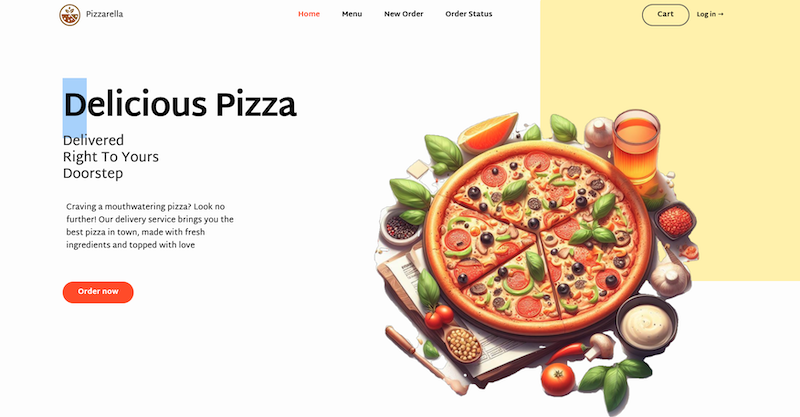 Pizzarella
Home
Menu
New Order
Order Status
Cart
Log in →
Delicious Pizza
Delivered
Right To Yours
Doorstep
Craving a mouthwatering pizza? Look no
further! Our delivery service brings you the
best pizza in town, made with fresh
ingredients and topped with love
Order now